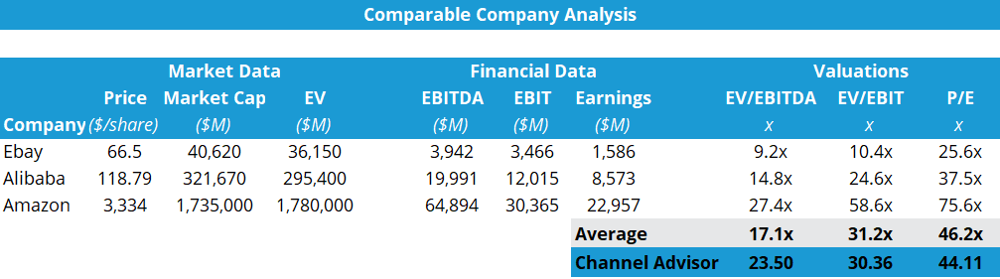 Comparable Company Analysis
Market Data Financial Data Valuations
Price Market Cap EV EBITDA EBIT Earnings EV/EBITDA EV/EBIT P/E
Company ($/share) ($M) ($M) ($M) ($M) ($M) x x x
Ebay 66.5 40,620 36,150 3,942 3,466 1,586 9.2x 10.4x 25.6x
Alibaba 118.79 321,670 295,400 19,991 12,015 8,573 14.8x 24.6x 37.5x
Amazon 3,334 1,735,000 1,780,000 64,894 30,365 22,957 27.4x 58.6x 75.6x
Average 17.1x 31.2x 46.2x
Channel Advisor 23.50 30.36 44.11